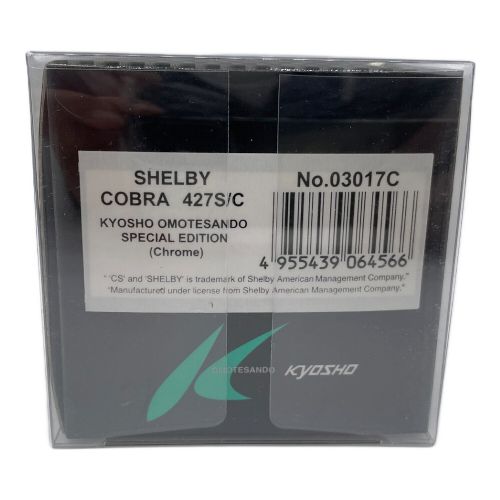 SHELBY
COBRA 427S/C
KYOSHO OMOTESANDO
SPECIAL EDITION
(Chrome)
No.03017C
4 955439 064566
" 'CS' and 'SHELBY' is trademark of Shelby American Management Company."
"Manufactured under license from Shelby American Management Company."
OMOTESANDO
KYOSHO